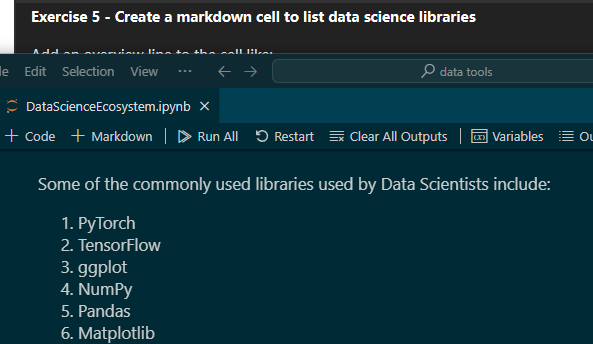 Exercise 5 - Create a markdown cell to list data science libraries
Add an overview line to the cell like:
le Edit Selection View ··· ← → data tools
DataScienceEcosystem.ipynb ×
+ Code + Markdown | Run All Restart Clear All Outputs | Variables Ou
Some of the commonly used libraries used by Data Scientists include:
1. PyTorch
2. TensorFlow
3. ggplot
4. NumPy
5. Pandas
6. Matplotlib